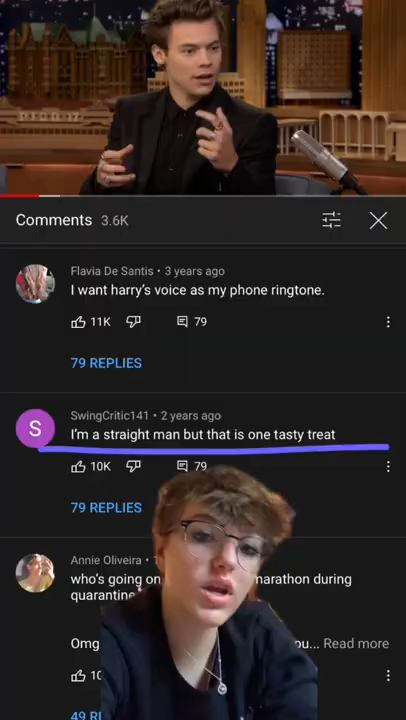 Comments 3.6K
Flavia De Santis • 3 years ago
I want harry's voice as my phone ringtone.
11K 79
79 REPLIES
S
SwingCritic141 • 2 years ago
I'm a straight man but that is one tasty treat
10K 79
79 REPLIES
Annie Oliveira •
who's going on marathon during
quarantine
Omg ... Read more